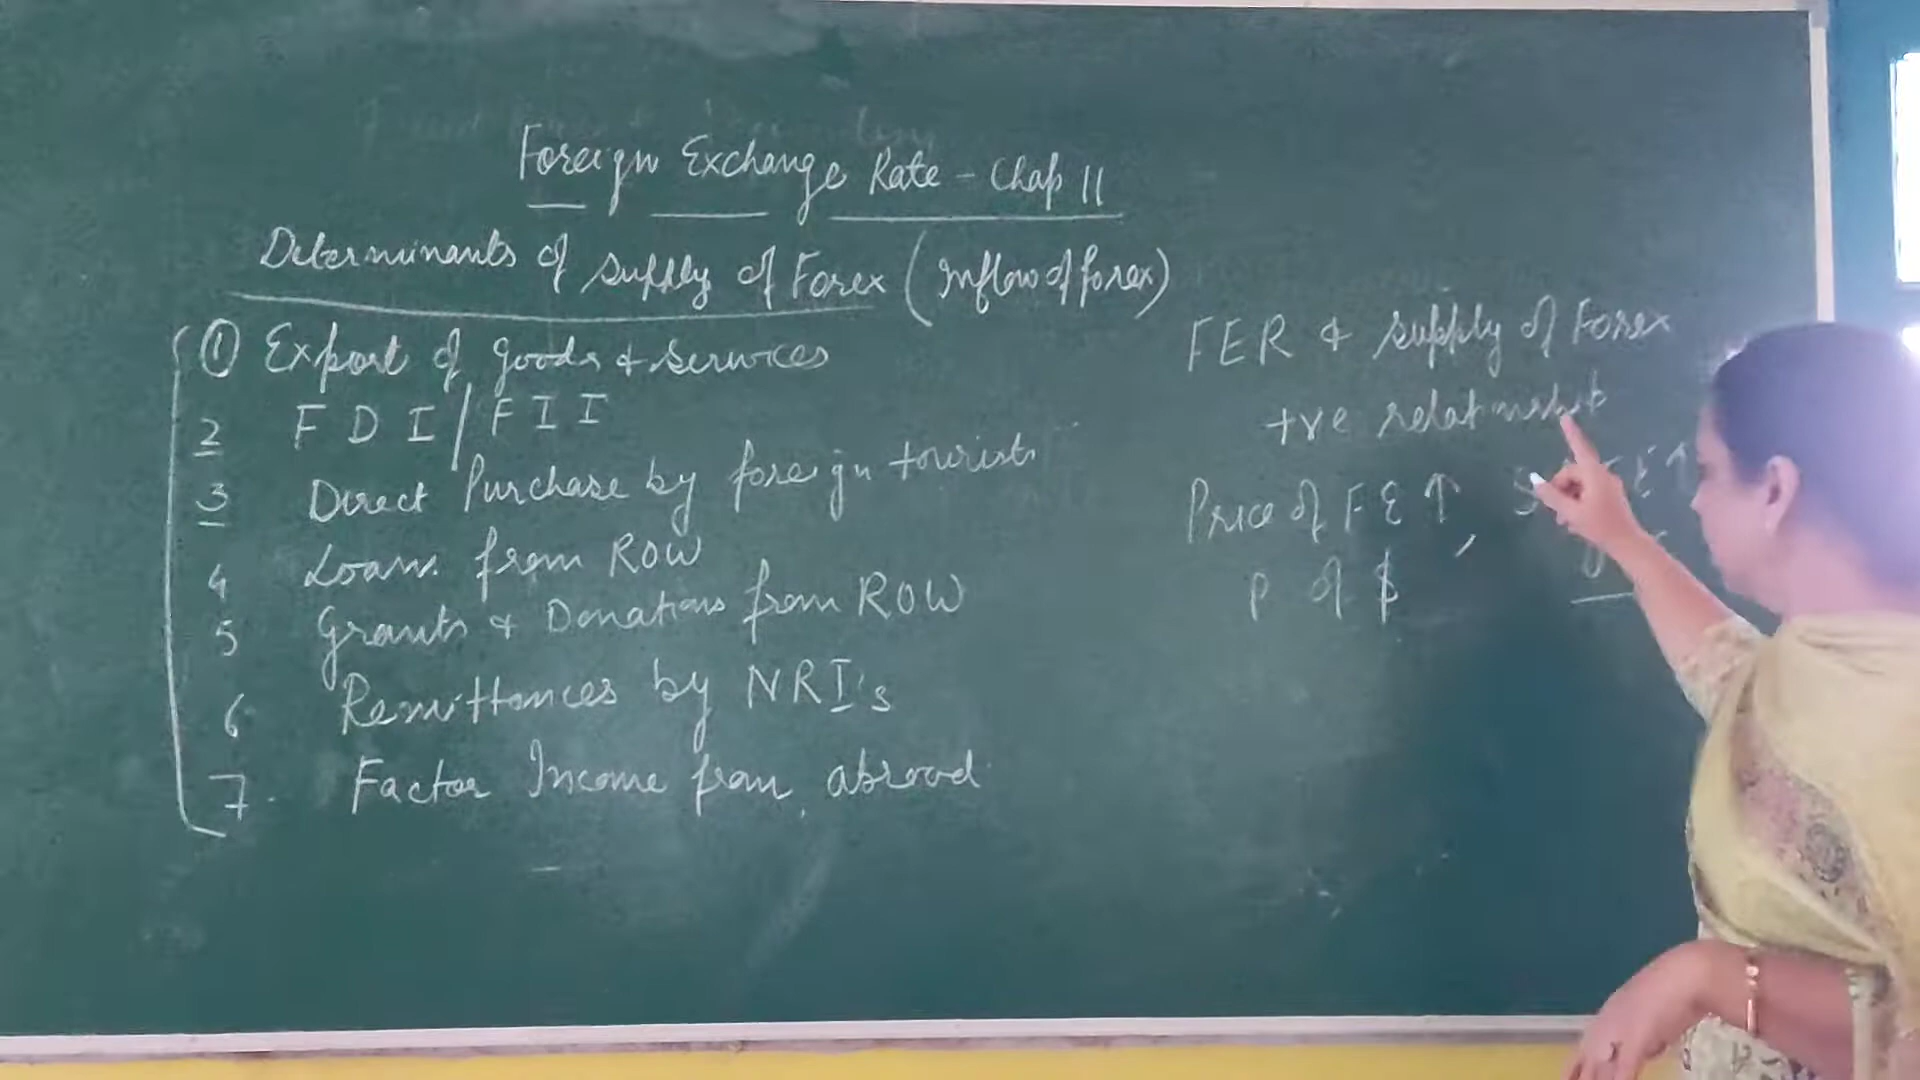 Foreign Exchange Rate - Chap 11
Determinants of supply of Forex (Inflow of forex)
① Export of goods & services
2 FDI/FII
3 Direct Purchase by foreign tourists
4 Loans from ROW
5 Grants & Donations from ROW
6 Remittances by NRI's
7. Factor Income from abroad
FER & supply of Forex
+ve relationship
Price of FE ↑
P of $